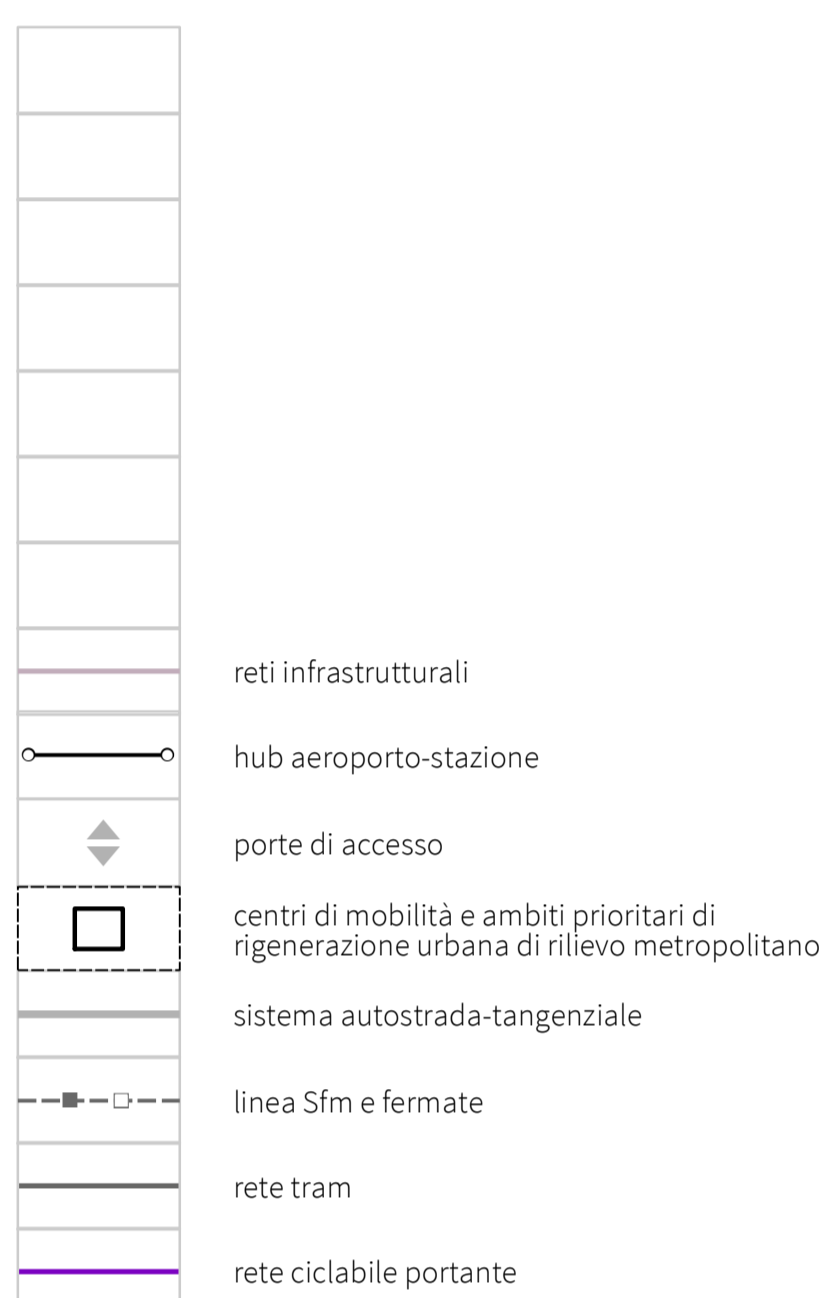 reti infrastrutturali
hub aeroporto-stazione
porte di accesso
centri di mobilità e ambiti prioritari di
rigenerazione urbana di rilievo metropolitano
sistema autostrada-tangenziale
linea Sfm e fermate
rete tram
rete ciclabile portante